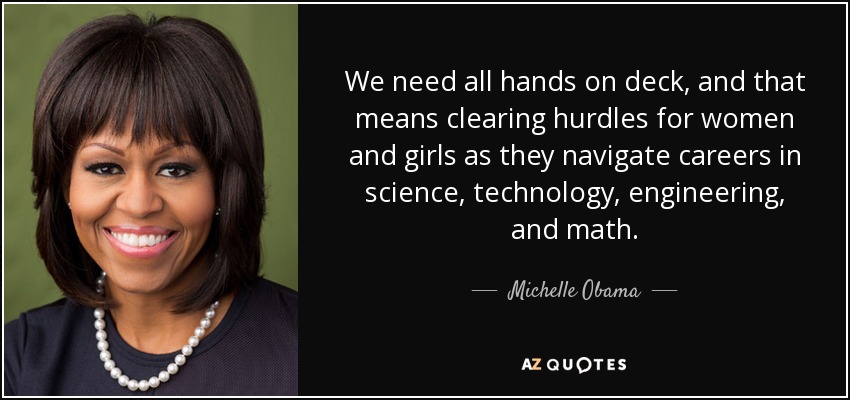 We need all hands on deck, and that
means clearing hurdles for women
and girls as they navigate careers in
science, technology, engineering,
and math.
Michelle Obama
AZ QUOTES